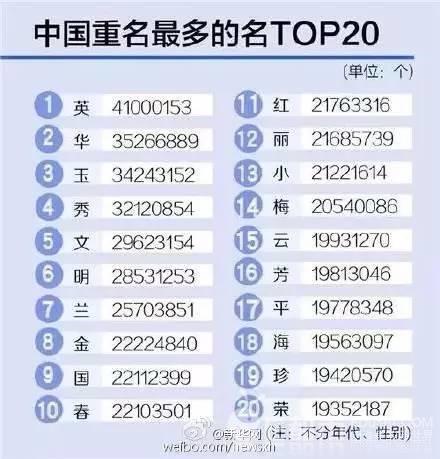 中国重名最多的名TOP20
(单位：个)
1 英 41000153
2 华 35266889
3 玉 34243152
4 秀 32120854
5 文 29623154
6 明 28531253
7 兰 25703851
8 金 22224840
9 国 22112399
10 春 22103501
11 红 21763316
12 丽 21685739
13 小 21221614
14 梅 20540086
15 云 19931270
16 芳 19813046
17 平 19778348
18 海 19563097
19 珍 19420570
20 荣 19352187
@新华网
weibo.com/newsxh
(注：不分年代、性别)